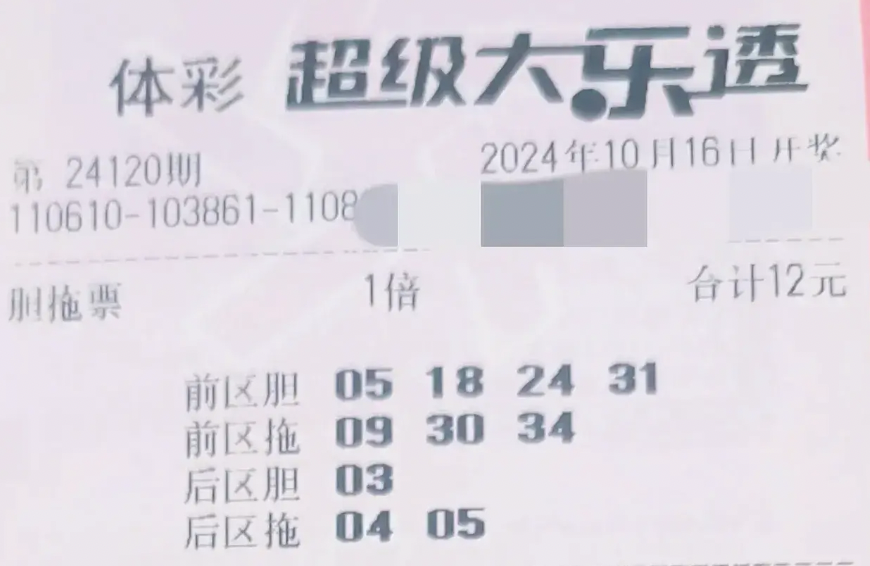 体彩 超级大乐透
第 24120期 2024年10月16日开奖
110610-103861-1108
胆拖票 1倍 合计12元
前区胆 05 18 24 31
前区拖 09 30 34
后区胆 03
后区拖 04 05